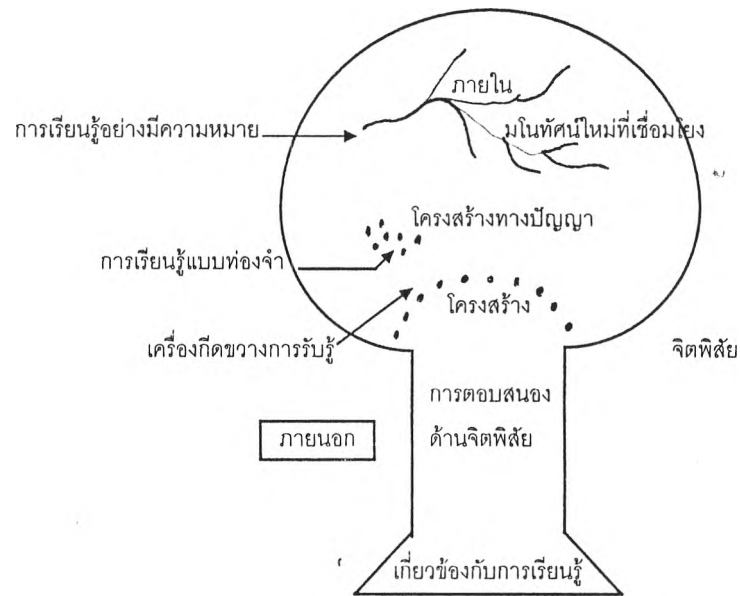 ภายใน
การเรียนรู้อย่างมีความหมาย
มโนทัศน์ใหม่ที่เชื่อมโยง
โครงสร้างทางปัญญา
การเรียนรู้แบบท่องจำ
โครงสร้าง
เครื่องกีดขวางการรับรู้
จิตพิสัย
การตอบสนอง
ภายนอก
ด้านจิตพิสัย
เกี่ยวข้องกับการเรียนรู้